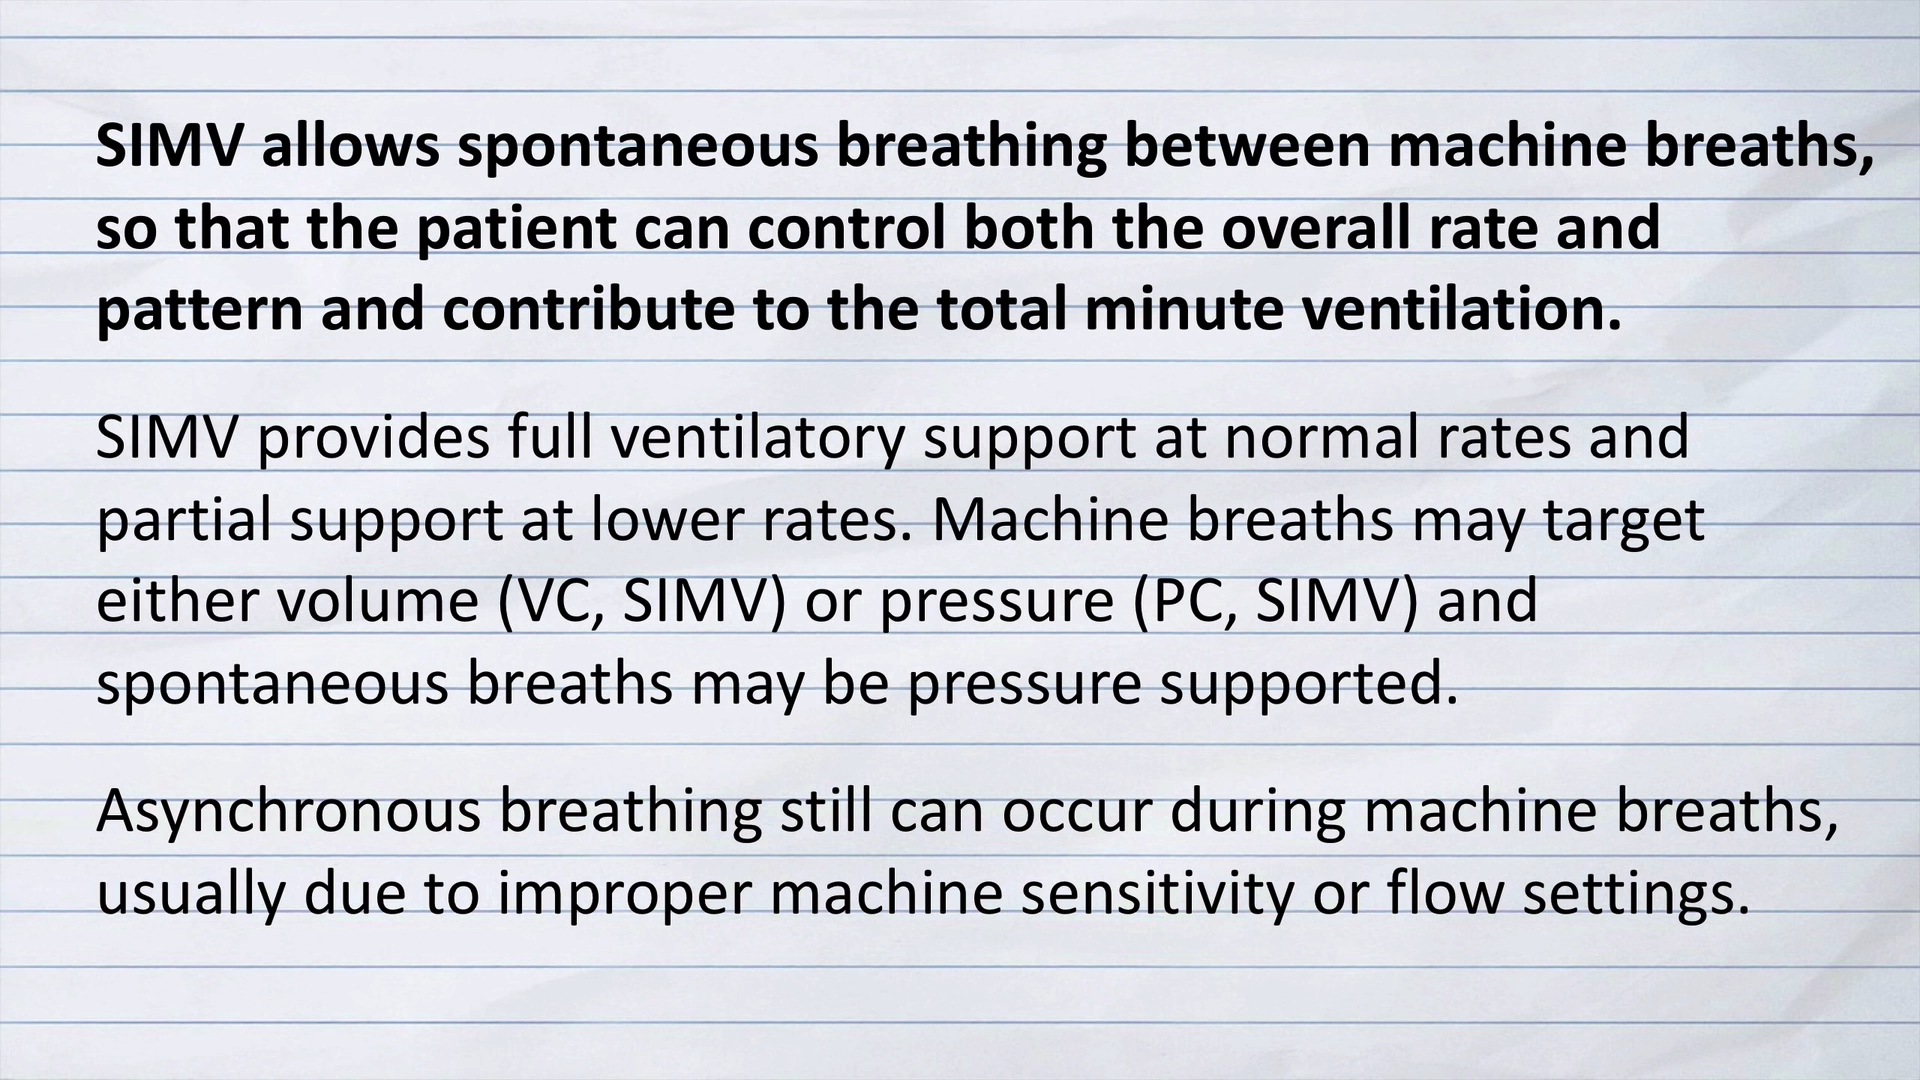 SIMV allows spontaneous breathing between machine breaths,
so that the patient can control both the overall rate and
pattern and contribute to the total minute ventilation.
SIMV provides full ventilatory support at normal rates and
partial support at lower rates. Machine breaths may target
either volume (VC, SIMV) or pressure (PC, SIMV) and
spontaneous breaths may be pressure supported.
Asynchronous breathing still can occur during machine breaths,
usually due to improper machine sensitivity or flow settings.